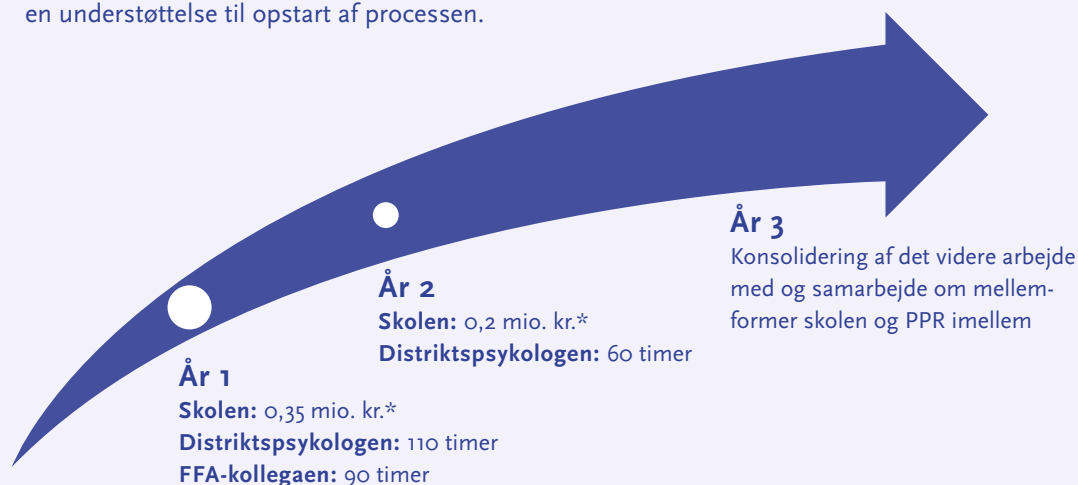 en understøttelse til opstart af processen.
År 1
Skolen: 0,35 mio. kr.*
Distriktspsykologen: 110 timer
FFA-kollegaen: 90 timer
År 2
Skolen: 0,2 mio. kr.*
Distriktspsykologen: 60 timer
År 3
Konsolidering af det videre arbejde
med og samarbejde om mellem-
former skolen og PPR imellem